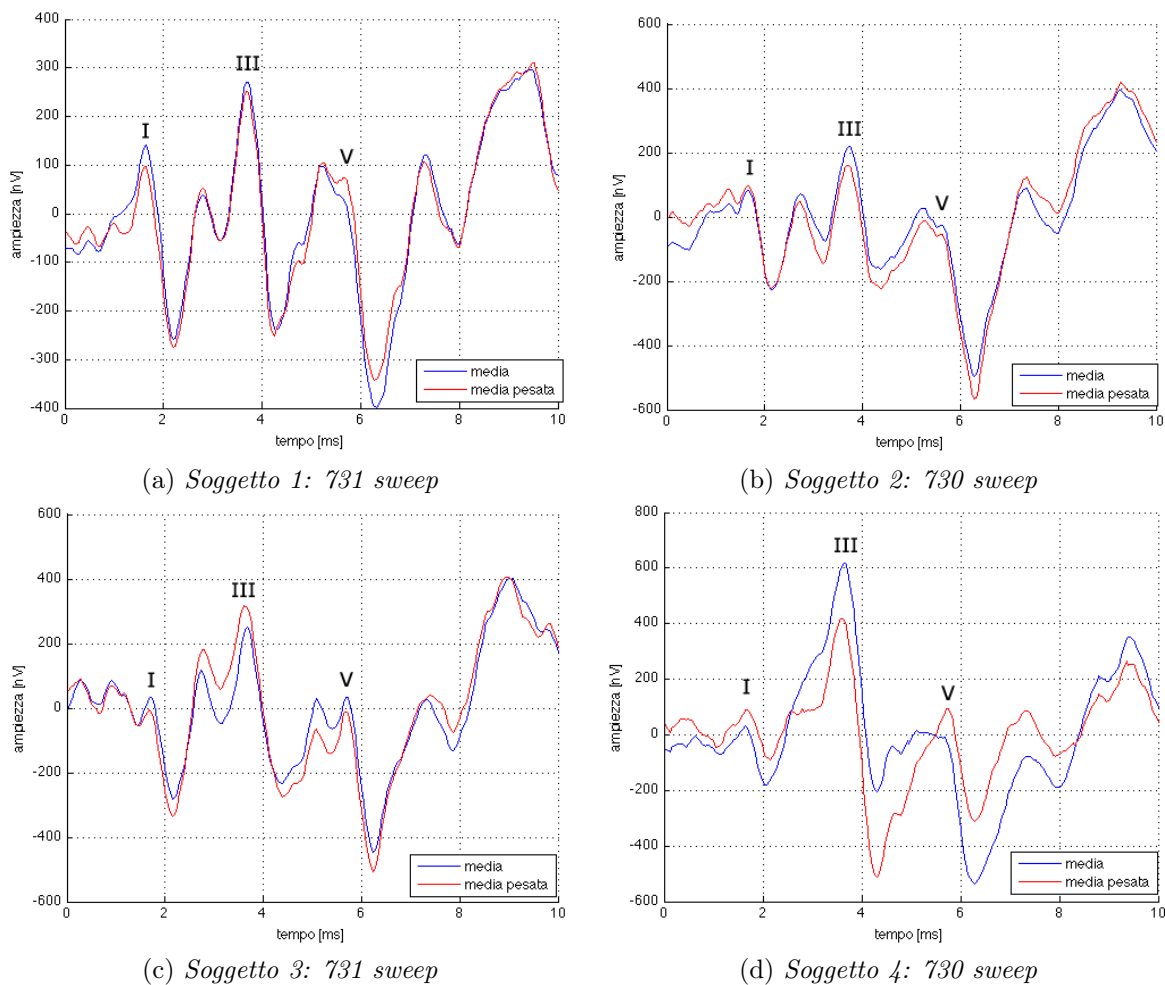 400
300
200
100
0
-100
-200
-300
-400
ampiezza [nV]
I
III
V
media
media pesata
0 2 4 6 8 10
tempo [ms]
(a) Soggetto 1: 731 sweep
600
400
200
0
-200
-400
-600
ampiezza [nV]
I
III
V
media
media pesata
0 2 4 6 8 10
tempo [ms]
(b) Soggetto 2: 730 sweep
600
400
200
0
-200
-400
-600
ampiezza [nV]
I
III
V
media
media pesata
0 2 4 6 8 10
tempo [ms]
(c) Soggetto 3: 731 sweep
800
600
400
200
0
-200
-400
-600
ampiezza [nV]
I
III
V
media
media pesata
0 2 4 6 8 10
tempo [ms]
(d) Soggetto 4: 730 sweep